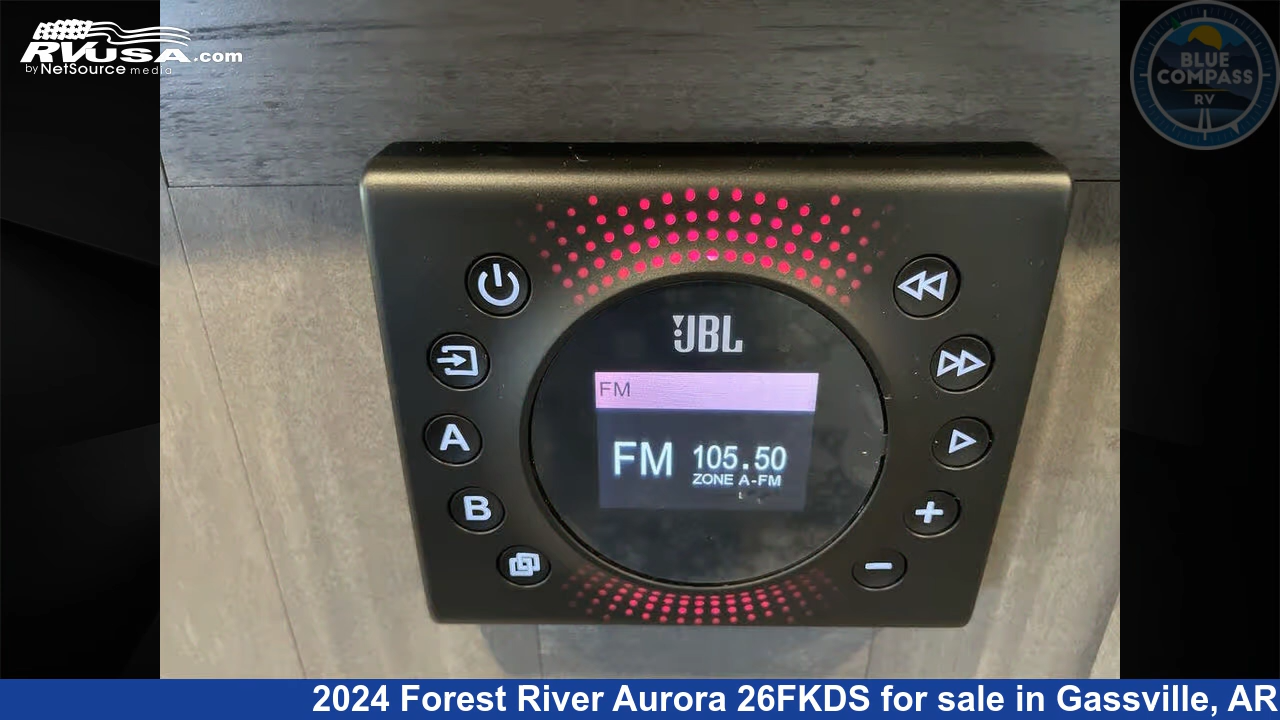 RVUSA.com
by NetSource media
BLUE
COMPASS
RV
JBL
FM
FM 105.50
ZONE A-FM
A
B
2024 Forest River Aurora 26FKDS for sale in Gassville, AR